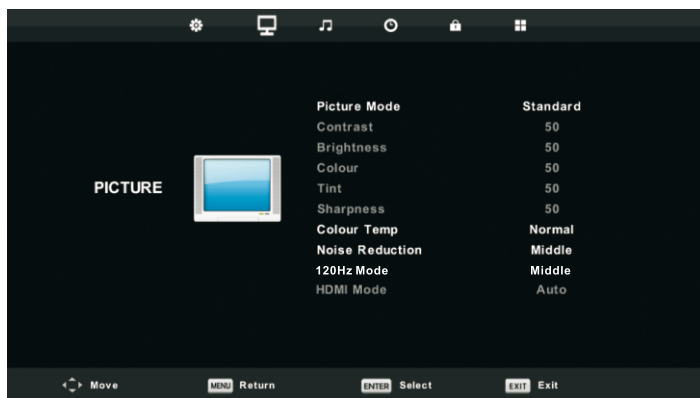 Picture Mode Standard
Contrast 50
Brightness 50
Colour 50
PICTURE
Tint 50
Sharpness 50
Colour Temp Normal
Noise Reduction Middle
120Hz Mode Middle
HDMI Mode Auto
Move MENU Return ENTER Select EXIT Exit